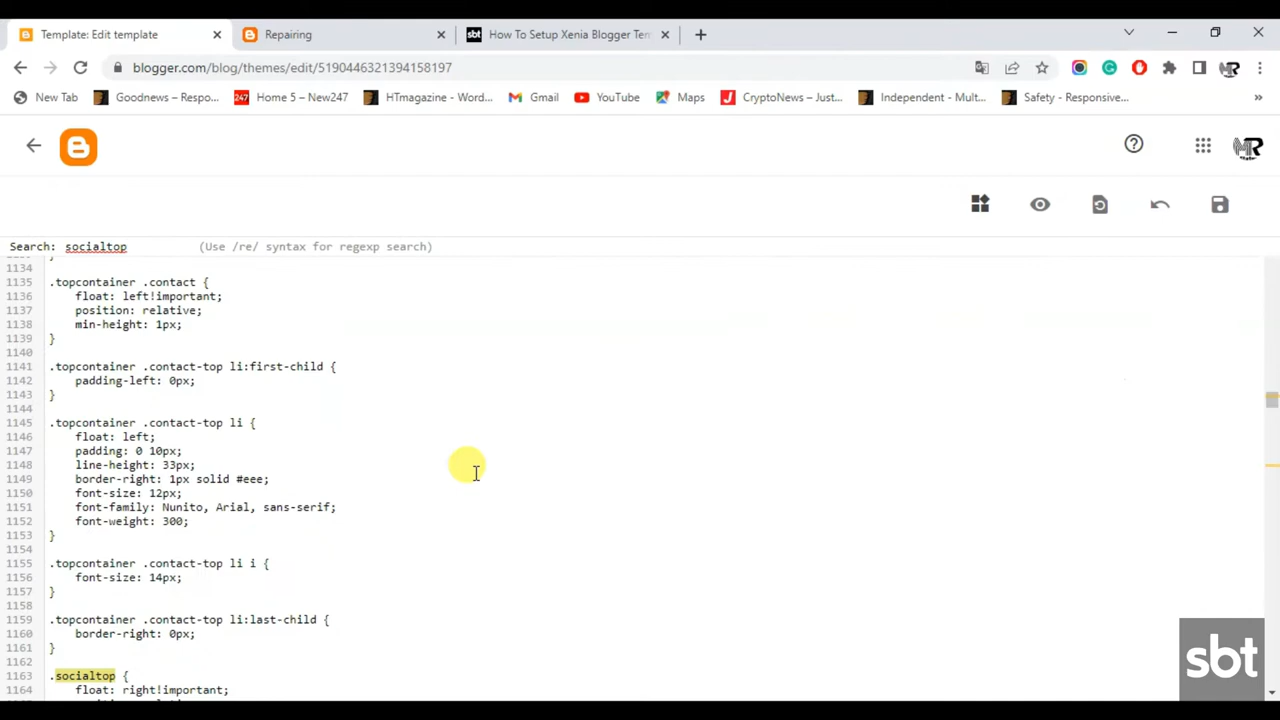 Template: Edit template
Repairing
sbt How To Setup Xenia Blogger Tem
blogger.com/blog/themes/edit/5190446321394158197
New Tab
Goodnews – Respo...
247 Home 5 – New247
HTmagazine - Word...
Gmail
YouTube
Maps
CryptoNews – Just...
Independent - Mult...
Safety - Responsive...
Search: socialtop (Use /re/ syntax for regexp search)
1134
1135 .topcontainer .contact {
1136 float: left!important;
1137 position: relative;
1138 min-height: 1px;
1139 }
1140
1141 .topcontainer .contact-top li:first-child {
1142 padding-left: 0px;
1143 }
1144
1145 .topcontainer .contact-top li {
1146 float: left;
1147 padding: 0 10px;
1148 line-height: 33px;
1149 border-right: 1px solid #eee;
1150 font-size: 12px;
1151 font-family: Nunito, Arial, sans-serif;
1152 font-weight: 300;
1153 }
1154
1155 .topcontainer .contact-top li i {
1156 font-size: 14px;
1157 }
1158
1159 .topcontainer .contact-top li:last-child {
1160 border-right: 0px;
1161 }
1162
1163 .socialtop {
1164 float: right!important;
sbt